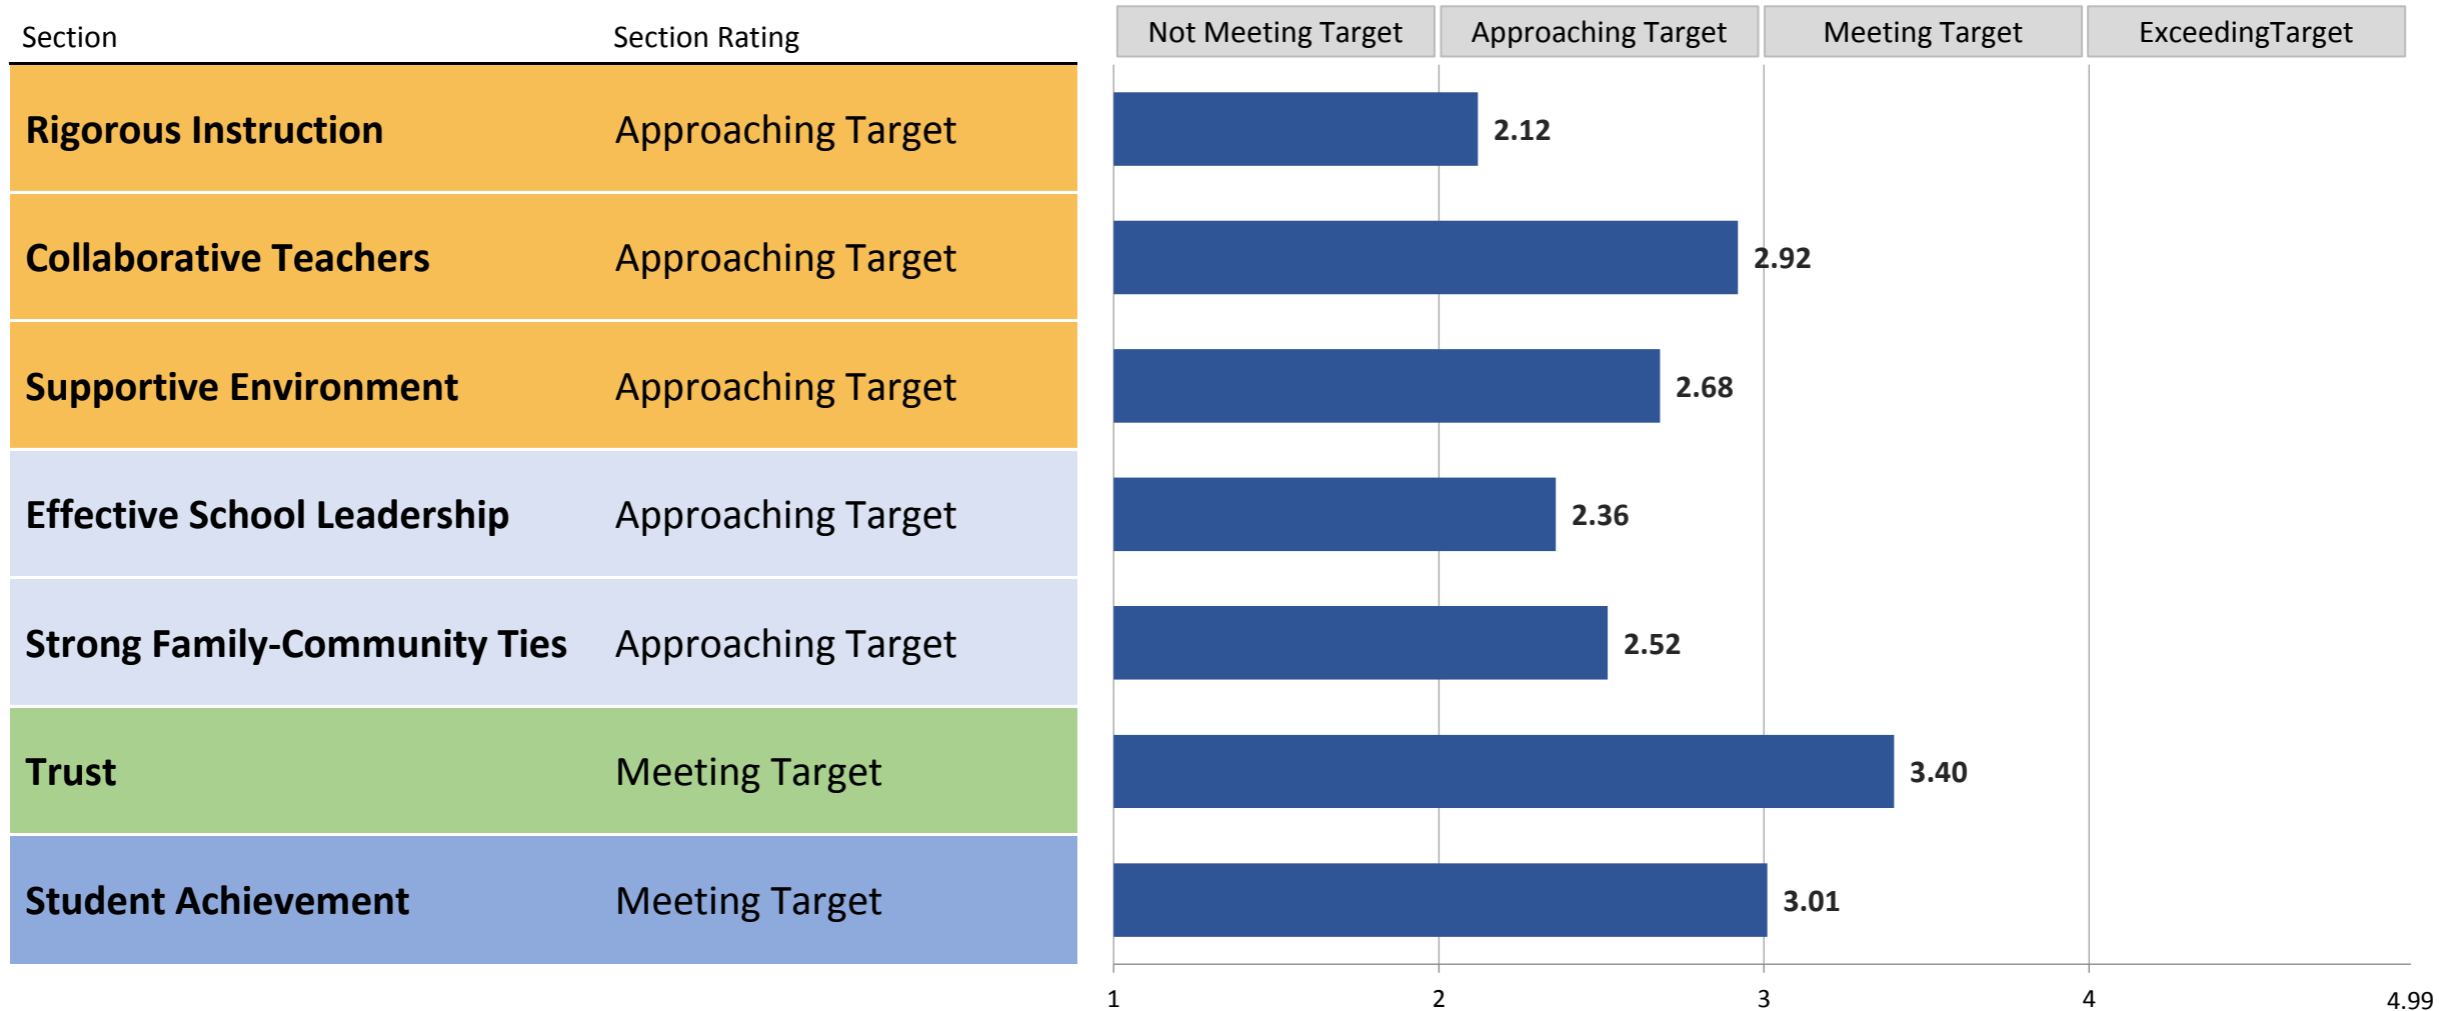 Section Section Rating Not Meeting Target Approaching Target Meeting Target ExceedingTarget
Rigorous Instruction Approaching Target 2.12
Collaborative Teachers Approaching Target 2.92
Supportive Environment Approaching Target 2.68
Effective School Leadership Approaching Target 2.36
Strong Family-Community Ties Approaching Target 2.52
Trust Meeting Target 3.40
Student Achievement Meeting Target 3.01
1 2 3 4 4.99